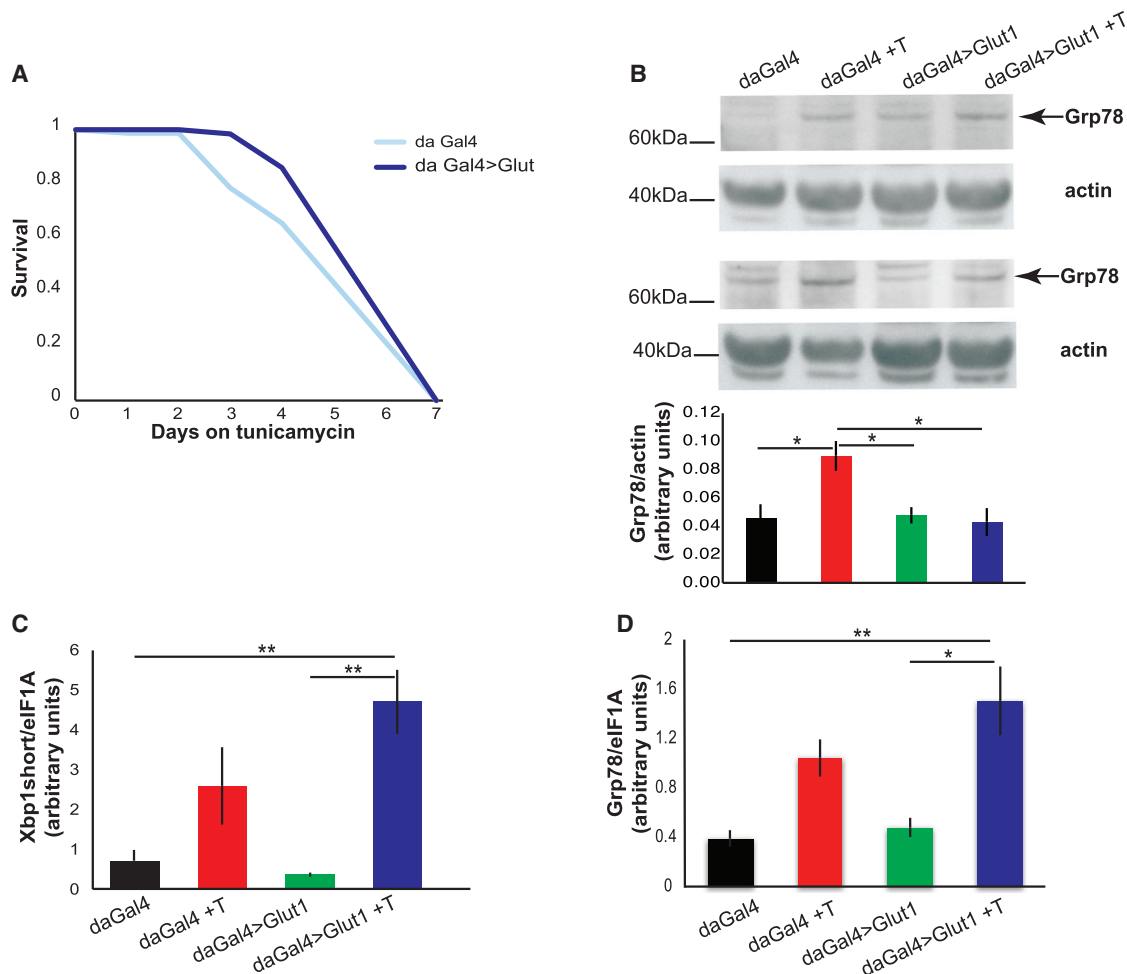 A
1
0.8
0.6
0.4
0.2
0
Survival
0 1 2 3 4 5 6 7
Days on tunicamycin
da Gal4
da Gal4>Glut
B
daGal4
daGal4 +T
daGal4>Glut1
daGal4>Glut1 +T
60kDa
Grp78
40kDa
actin
60kDa
Grp78
40kDa
actin
0.12
0.10
0.08
0.06
0.04
0.02
0.00
Grp78/actin
(arbitrary units)
*
*
*
C
6
5
4
3
2
1
0
Xbp1short/eIF1A
(arbitrary units)
**
**
daGal4
daGal4 +T
daGal4>Glut1
daGal4>Glut1 +T
D
2
1.6
1.2
0.8
0.4
0
Grp78/eIF1A
(arbitrary units)
**
*
daGal4
daGal4 +T
daGal4>Glut1
daGal4>Glut1 +T